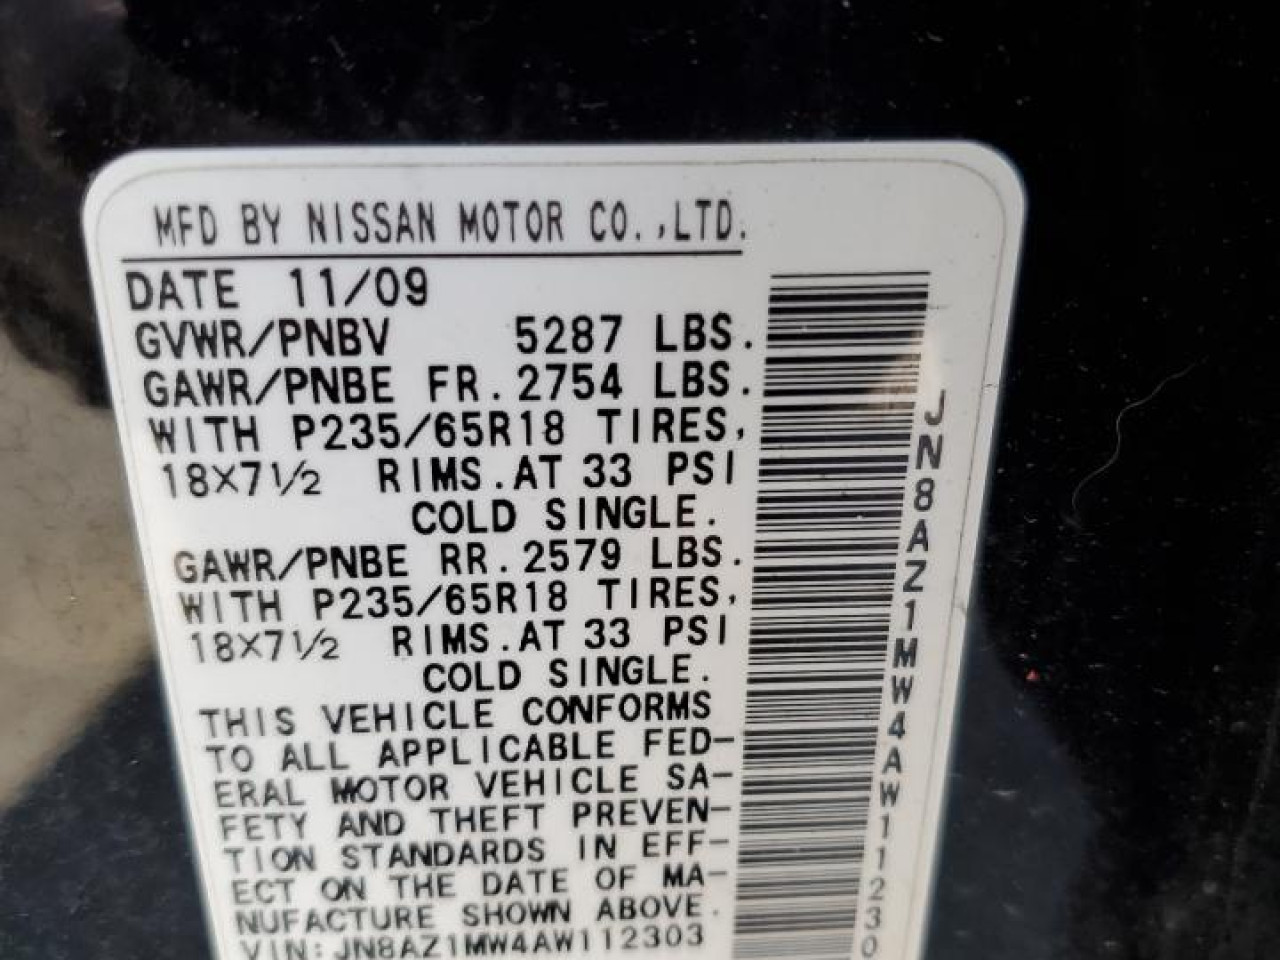 MFD BY NISSAN MOTOR CO.,LTD.
DATE 11/09
GVWR/PNBV 5287 LBS.
GAWR/PNBE FR.2754 LBS.
WITH P235/65R18 TIRES,
18X7½ RIMS.AT 33 PSI
COLD SINGLE.
GAWR/PNBE RR.2579 LBS.
WITH P235/65R18 TIRES,
18X7½ RIMS.AT 33 PSI
COLD SINGLE.
THIS VEHICLE CONFORMS
TO ALL APPLICABLE FED-
ERAL MOTOR VEHICLE SA-
FETY AND THEFT PREVEN-
TION STANDARDS IN EFF-
ECT ON THE DATE OF MA-
NUFACTURE SHOWN ABOVE.
VIN:JN8AZ1MW4AW112303
JN8AZ1MW4AW11230